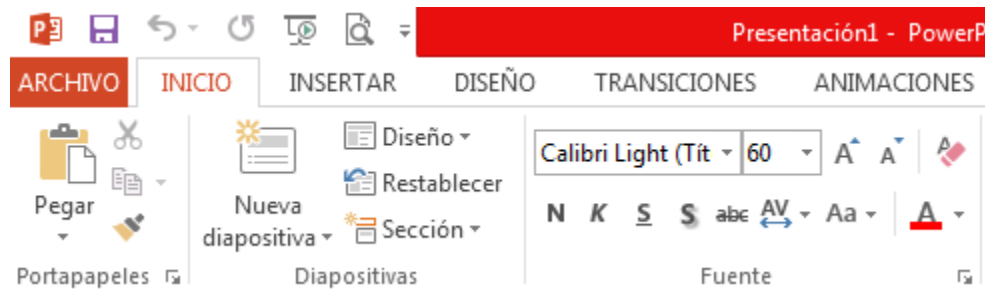 Presentación1 - PowerP
ARCHIVO INICIO INSERTAR DISEÑO TRANSICIONES ANIMACIONES
Pegar
Portapapeles
Nueva
diapositiva
Diseño
Restablecer
Sección
Diapositivas
Calibri Light (Tít 60 A A A
N K S S abc AV Aa A
Fuente